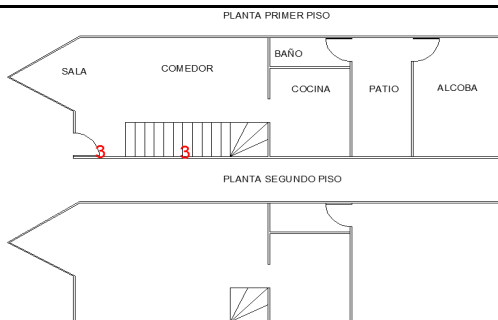 PLANTA PRIMER PISO
BAÑO
SALA
COMEDOR
COCINA
PATIO
ALCOBA
3
3
PLANTA SEGUNDO PISO